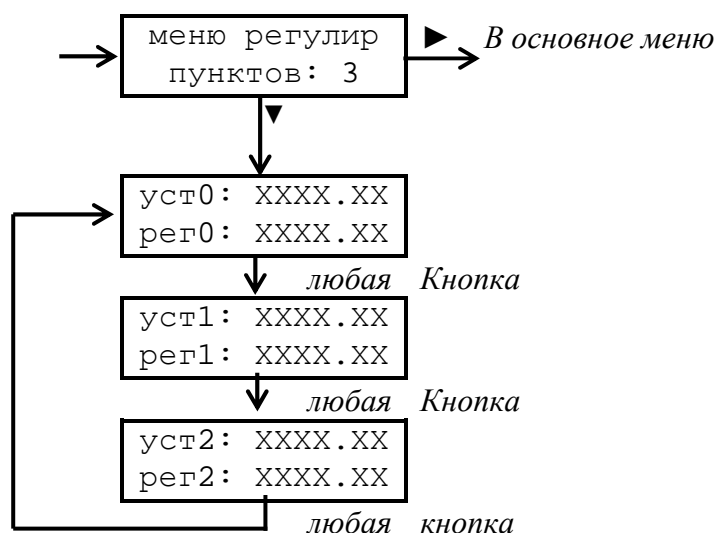 меню регулир
пунктов: 3
► В основное меню
▼
уст0: XXXX.XX
рег0: XXXX.XX
любая Кнопка
уст1: XXXX.XX
рег1: XXXX.XX
любая Кнопка
уст2: XXXX.XX
рег2: XXXX.XX
любая кнопка